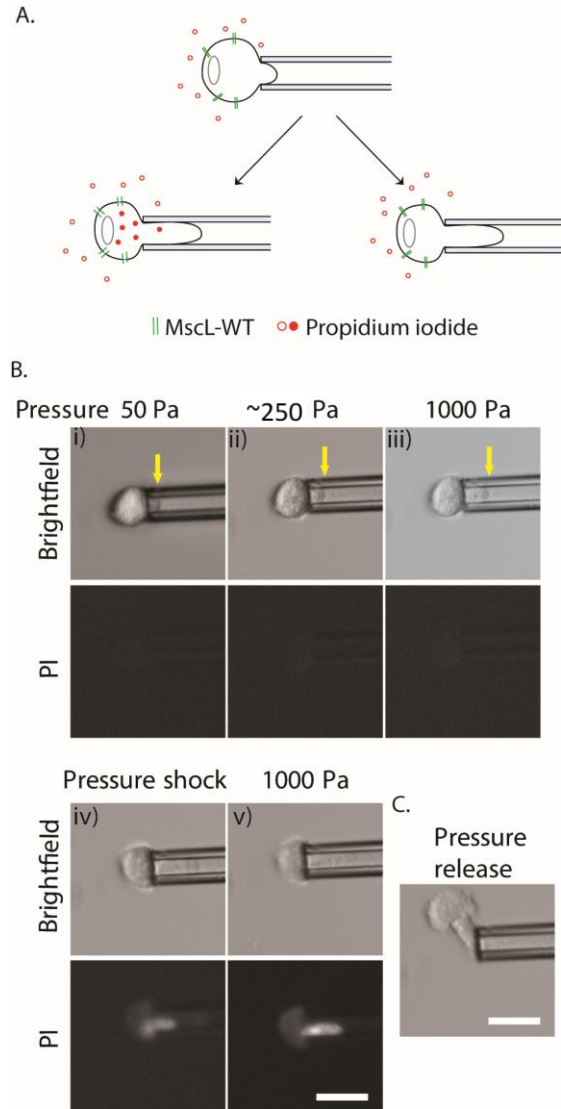 A.
MscL-WT Propidium iodide
B.
Pressure 50 Pa ~250 Pa 1000 Pa
i) ii) iii)
Brightfield
PI
Pressure shock 1000 Pa
iv) v)
Brightfield
PI
C.
Pressure
release